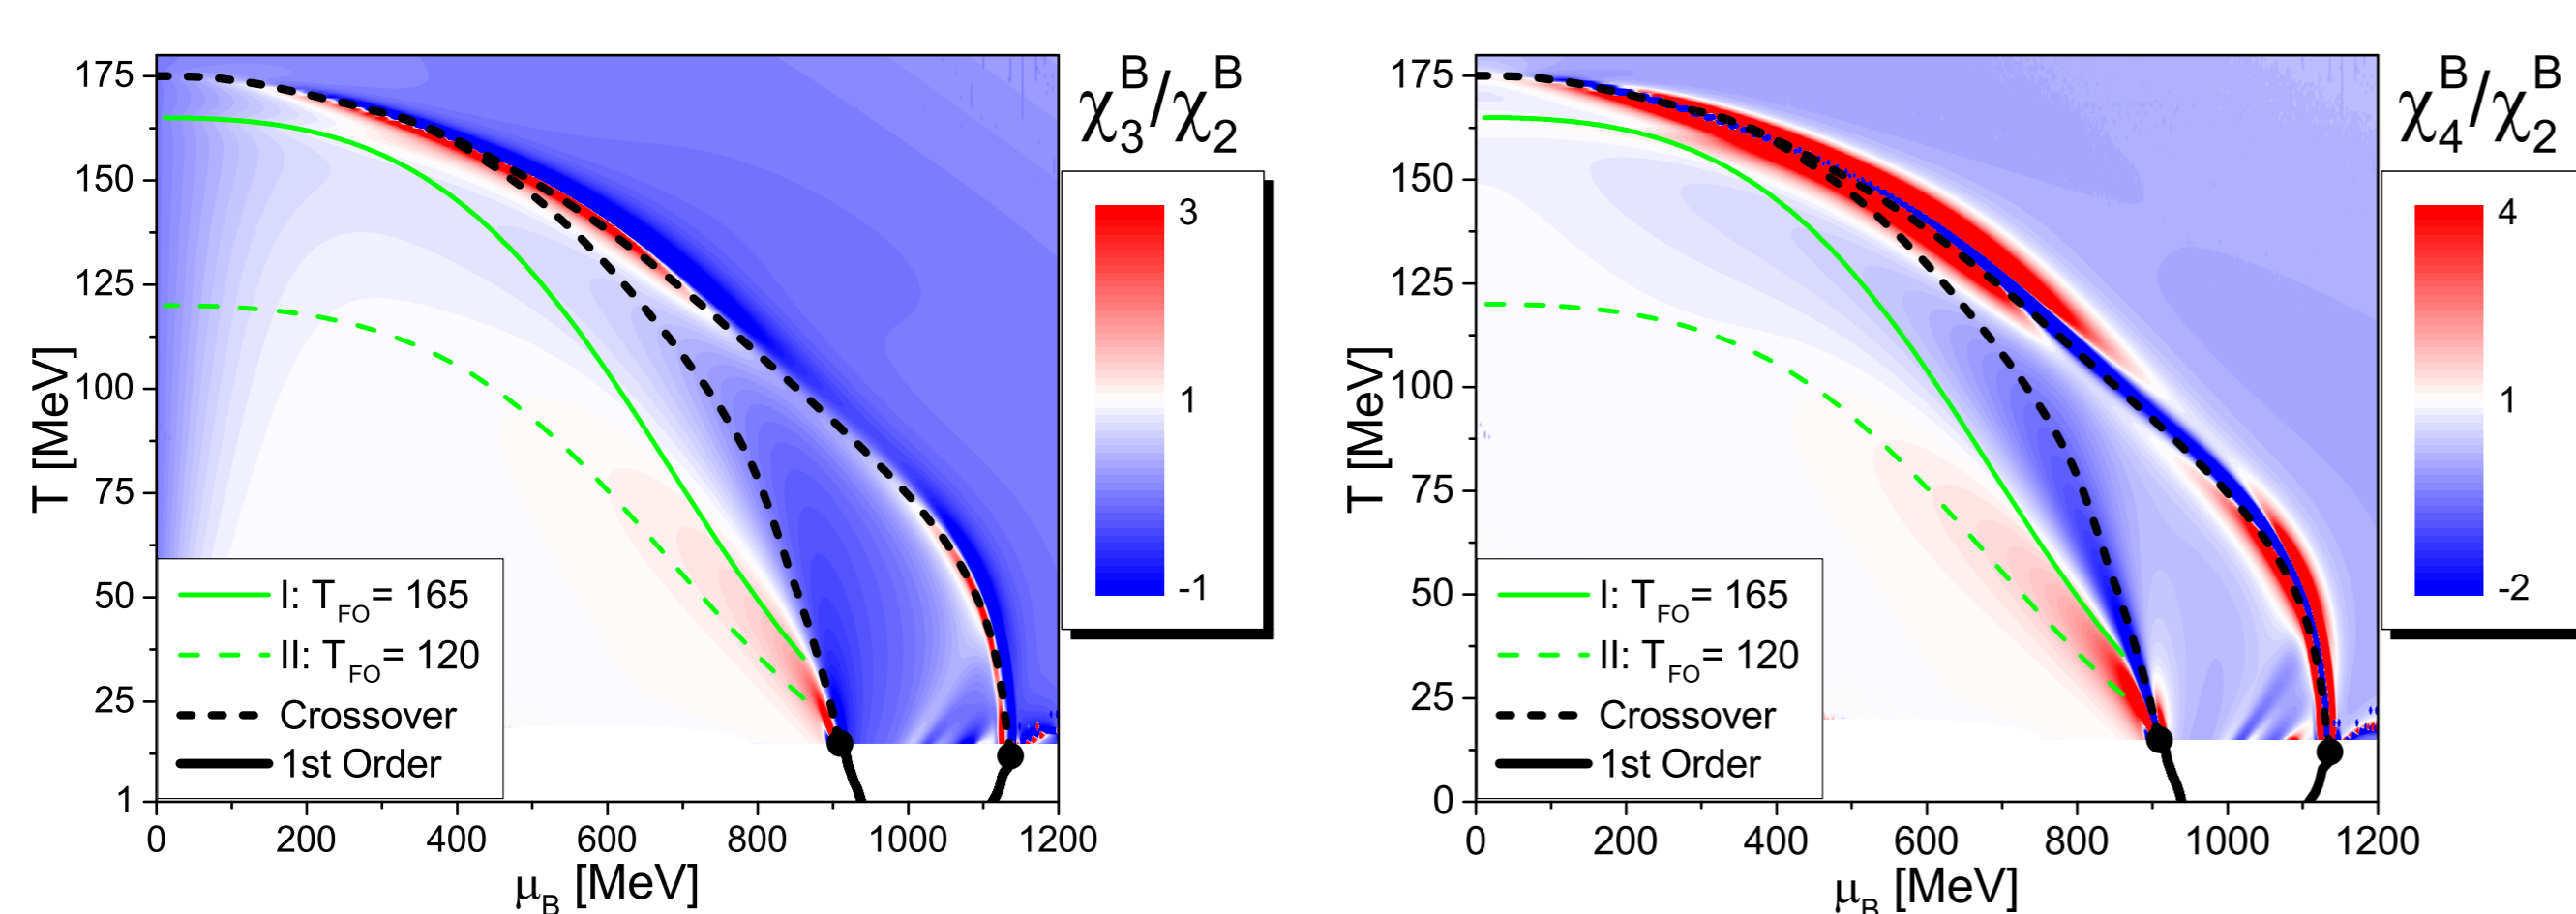 175
150
125
100
75
50
25
1
T [MeV]
0 200 400 600 800 1000 1200
μB [MeV]
I: TFO= 165
II: TFO= 120
Crossover
1st Order
χ3B/χ2B
3
1
-1
175
150
125
100
75
50
25
0
T [MeV]
0 200 400 600 800 1000 1200
μB [MeV]
I: TFO= 165
II: TFO= 120
Crossover
1st Order
χ4B/χ2B
4
1
-2